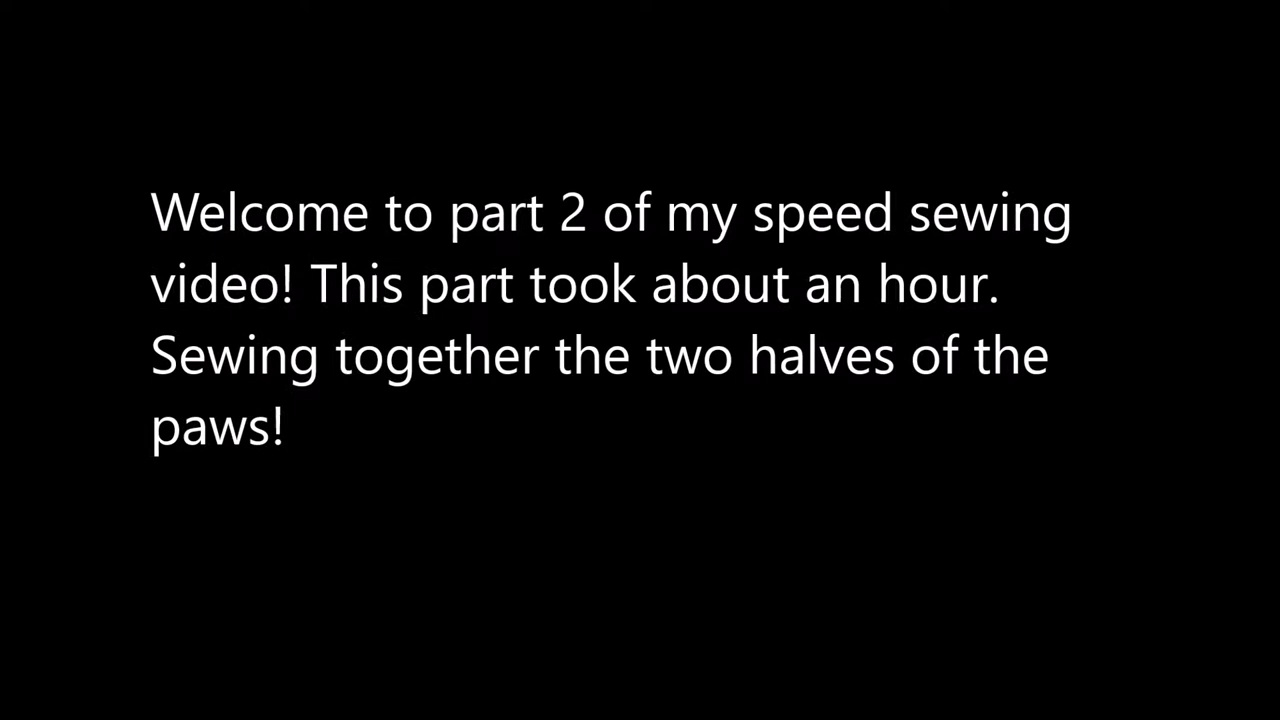 Welcome to part 2 of my speed sewing
video! This part took about an hour.
Sewing together the two halves of the
paws!